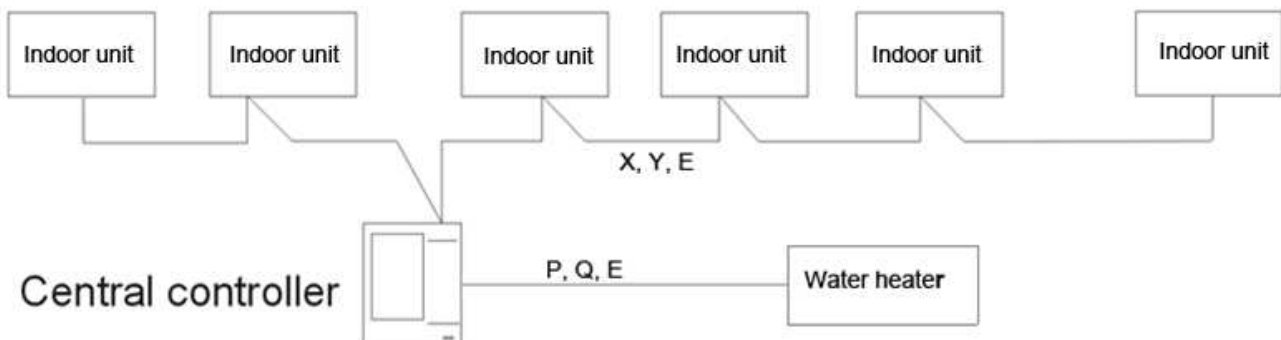 Indoor unit
Indoor unit
Indoor unit
Indoor unit
Indoor unit
Indoor unit
X, Y, E
P, Q, E
Central controller
Water heater